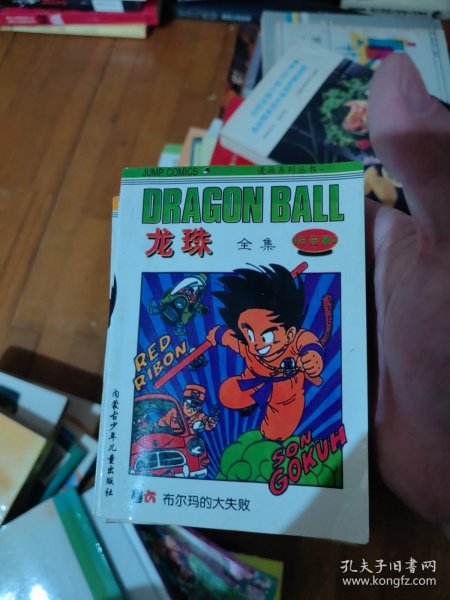 JUMP COMICS
漫画系列丛书
DRAGON BALL
龙珠 全集
RED
RIBON
SON
GOKUH
内蒙古少年儿童出版社
布尔玛的大失败
孔夫子旧书网
www.kongfz.com